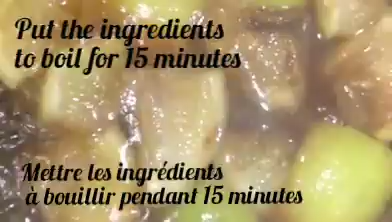 Put the ingredients
to boil for 15 minutes
Mettre les ingrédients
à bouillir pendant 15 minutes